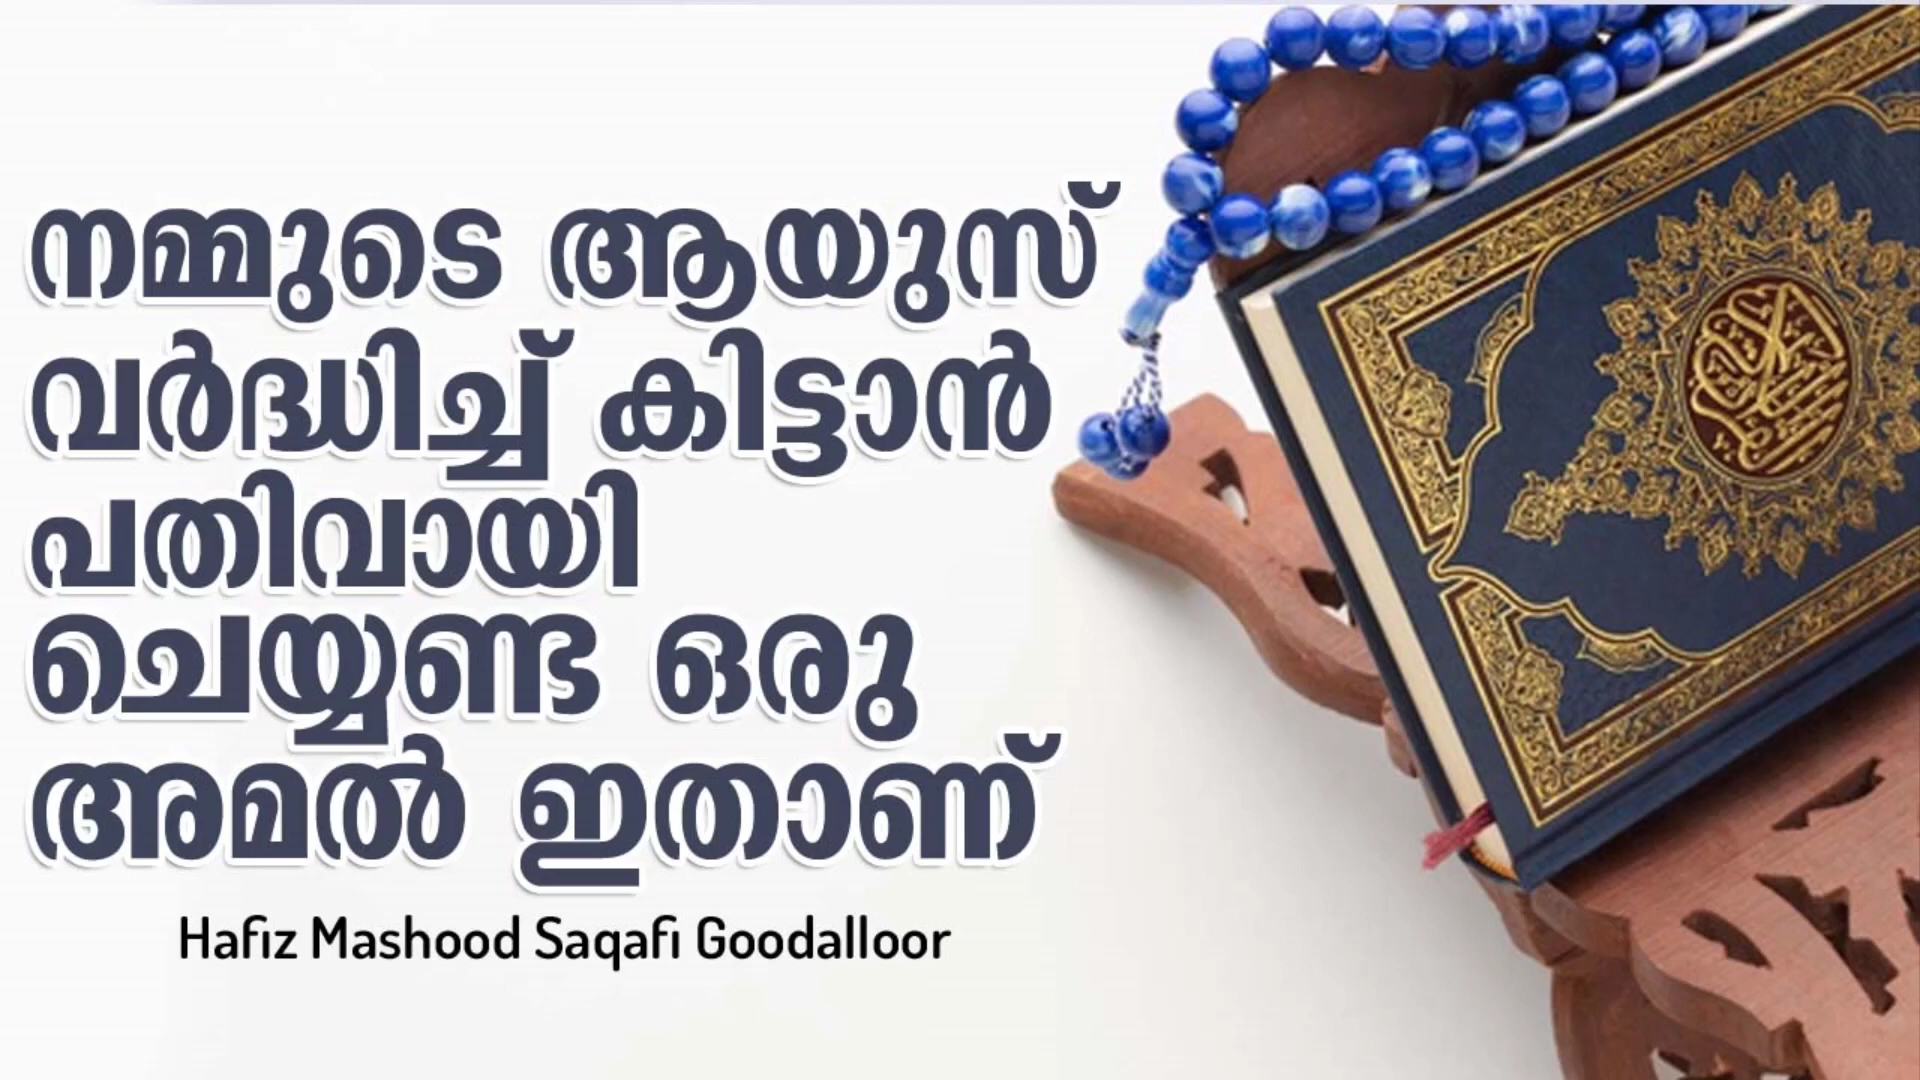 നമ്മുടെ ആയുസ്
വർദ്ധിച്ച് കിട്ടാൻ
പതിവായി
ചെയ്യേണ്ട ഒരു
അമൽ ഇതാണ്
Hafiz Mashood Saqafi Goodalloor